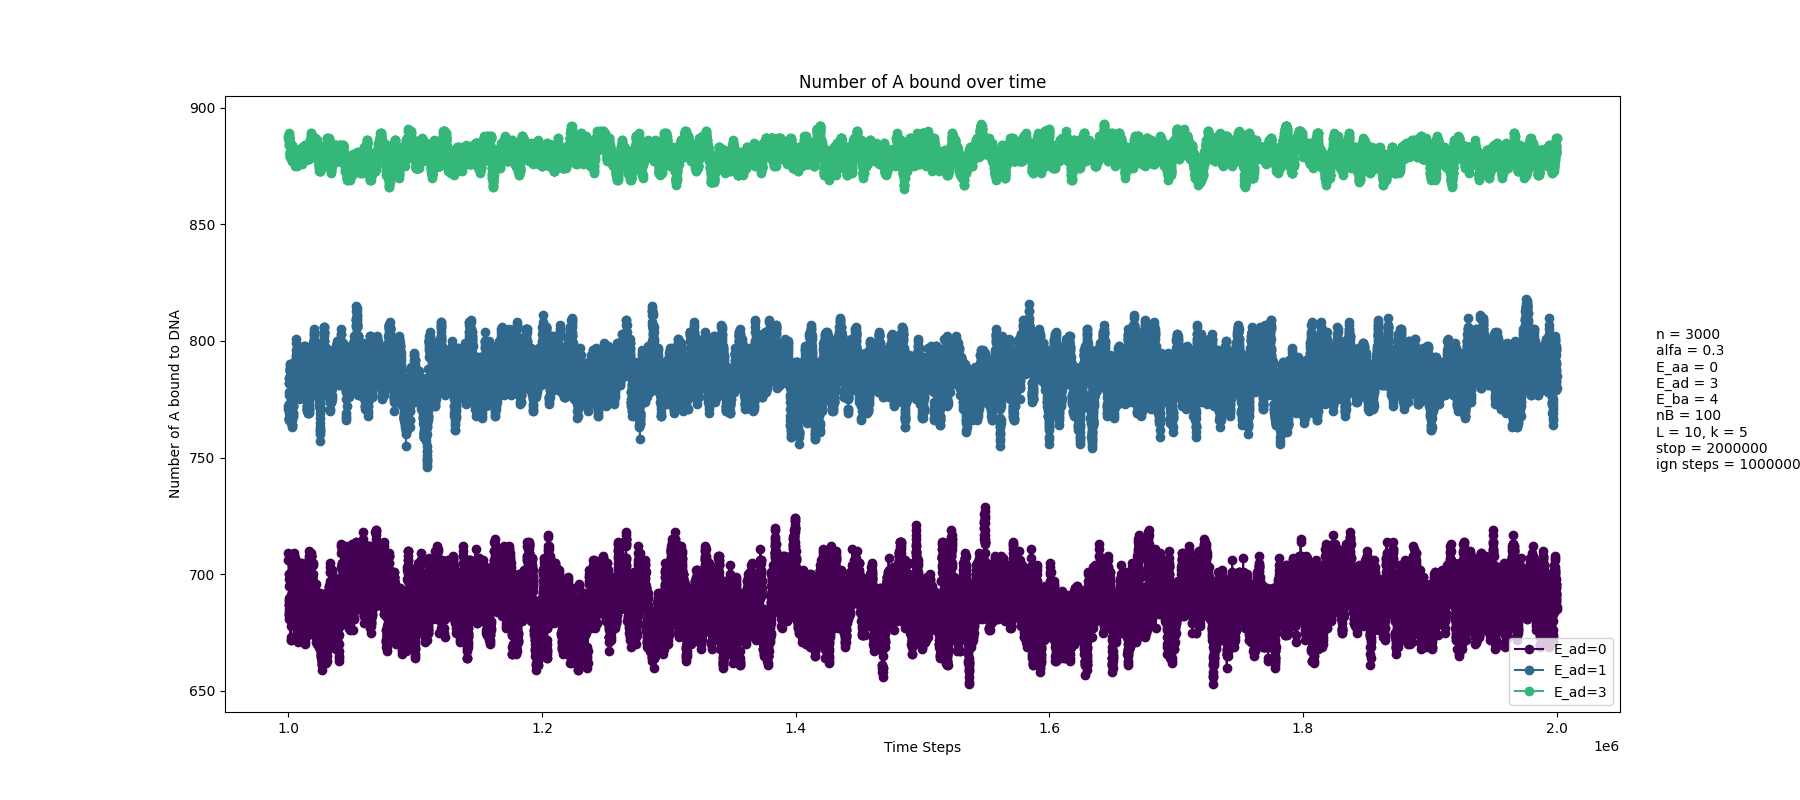 Number of A bound over time
Number of A bound to DNA
900
850
800
750
700
650
1.0
1.2
1.4
1.6
1.8
2.0
1e6
Time Steps
E_ad=0
E_ad=1
E_ad=3
n = 3000
alfa = 0.3
E_aa = 0
E_ad = 3
E_ba = 4
nB = 100
L = 10, k = 5
stop = 2000000
ign steps = 1000000